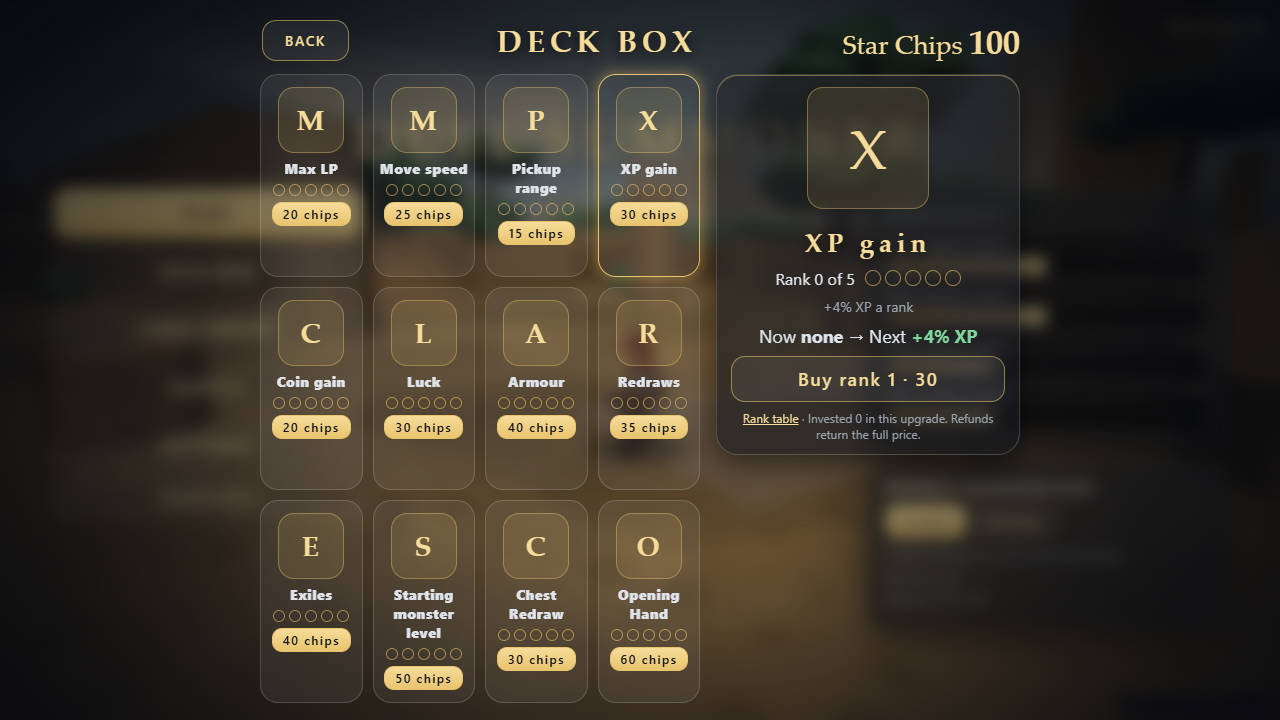 BACK
DECK BOX
Star Chips 100
M
Max LP
20 chips
M
Move speed
25 chips
P
Pickup
range
15 chips
X
XP gain
30 chips
C
Coin gain
20 chips
L
Luck
30 chips
A
Armour
40 chips
R
Redraws
35 chips
E
Exiles
40 chips
S
Starting
monster
level
50 chips
C
Chest
Redraw
30 chips
O
Opening
Hand
60 chips
X
XP gain
Rank 0 of 5
+4% XP a rank
Now none → Next +4% XP
Buy rank 1 · 30
Rank table · Invested 0 in this upgrade. Refunds
return the full price.